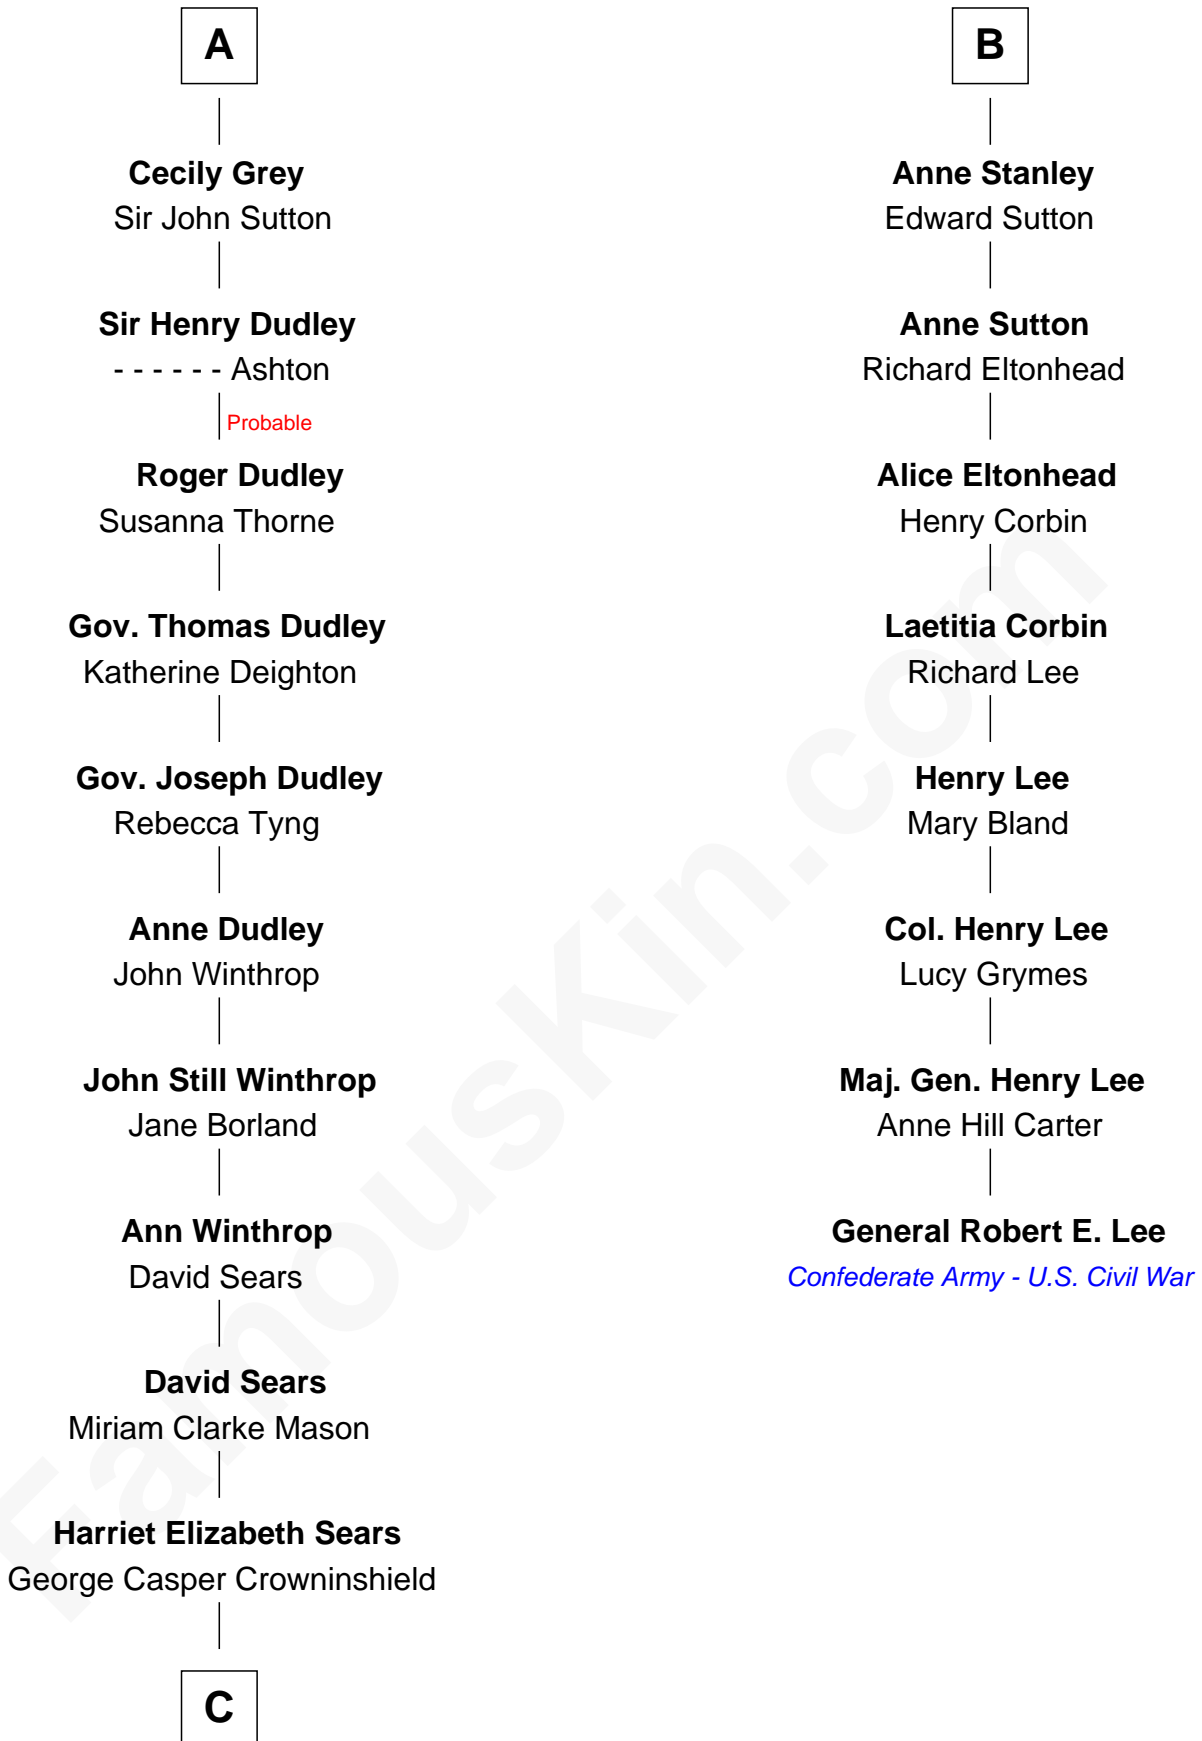 A
Cecily Grey
Sir John Sutton
Sir Henry Dudley
- - - - - - Ashton
Probable
Roger Dudley
Susanna Thorne
Gov. Thomas Dudley
Katherine Deighton
Gov. Joseph Dudley
Rebecca Tyng
Anne Dudley
John Winthrop
John Still Winthrop
Jane Borland
Ann Winthrop
David Sears
David Sears
Miriam Clarke Mason
Harriet Elizabeth Sears
George Casper Crowninshield
C
B
Anne Stanley
Edward Sutton
Anne Sutton
Richard Eltonhead
Alice Eltonhead
Henry Corbin
Laetitia Corbin
Richard Lee
Henry Lee
Mary Bland
Col. Henry Lee
Lucy Grymes
Maj. Gen. Henry Lee
Anne Hill Carter
General Robert E. Lee
Confederate Army - U.S. Civil War
FamousKin.com